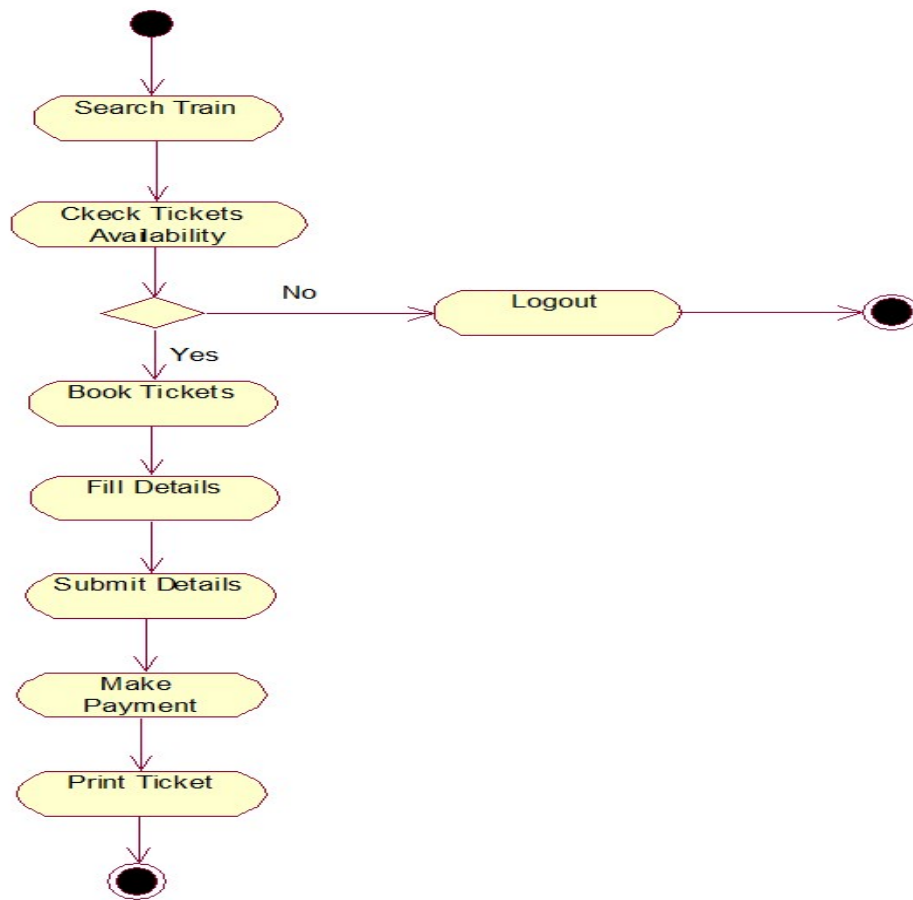 Search Train
Ckeck Tickets
Availability
No
Logout
Yes
Book Tickets
Fill Details
Submit Details
Make
Payment
Print Ticket